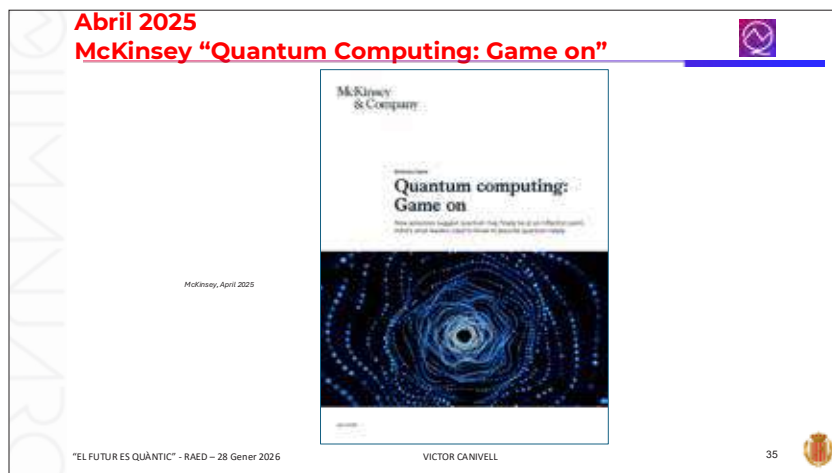 Abril 2025
McKinsey “Quantum Computing: Game on”
McKinsey
& Company
Quantum computing:
Game on
McKinsey, April 2025
“EL FUTUR ES QUÀNTIC” - RAED – 28 Gener 2026
VICTOR CANIVELL
35